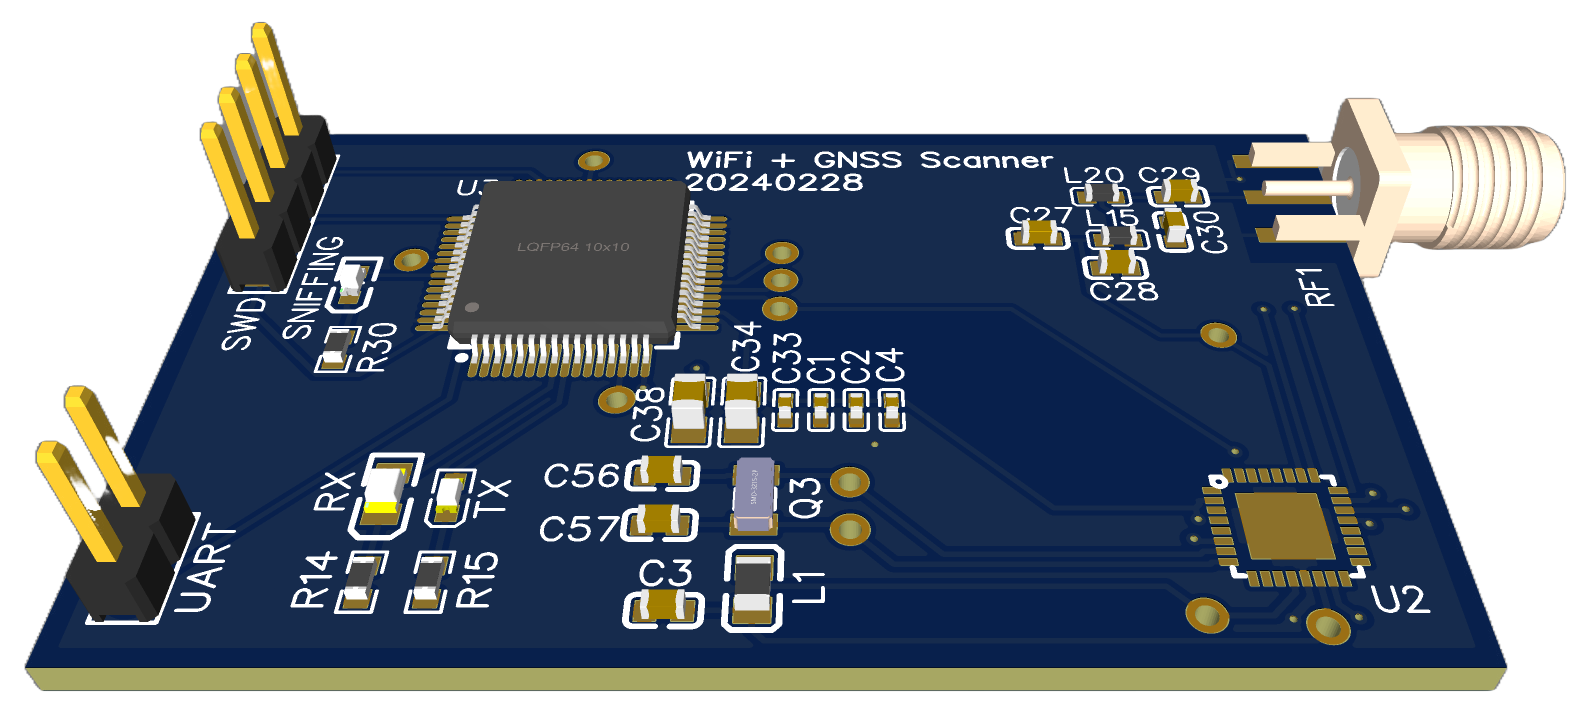 WiFi + GNSS Scanner
20240228
LQFP64 10x10
SWD
SNIFFING
R30
L20
C29
C27
L15
C30
C28
RF1
C38
C34
C33
C1
C2
C4
RX
TX
C56
C57
Q3
UART
R14
R15
C3
L1
U2